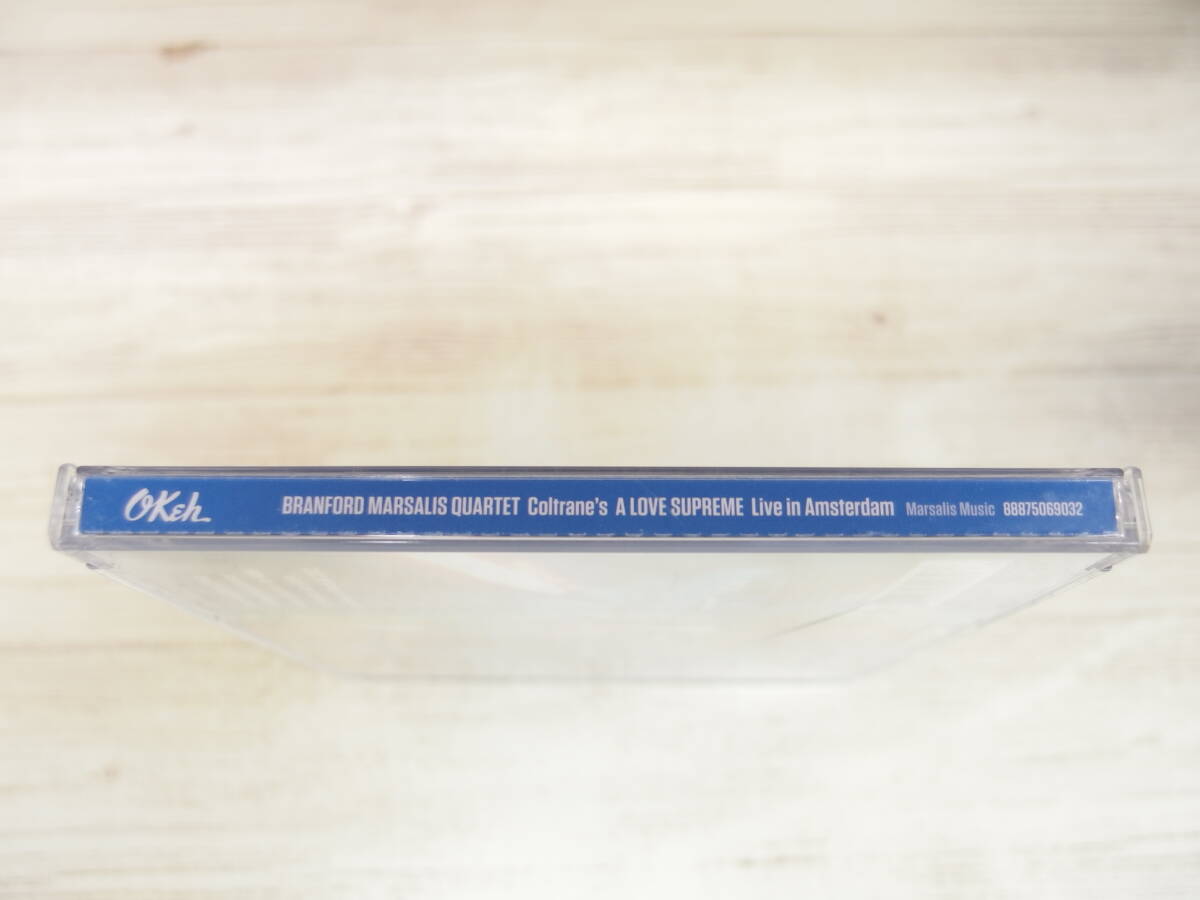 OKeh BRANFORD MARSALIS QUARTET Coltrane's A LOVE SUPREME Live in Amsterdam Marsalis Music 88875069032